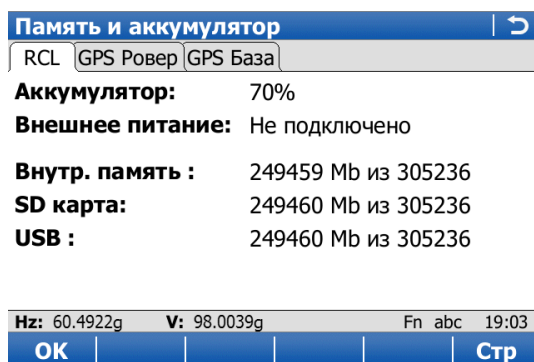 Память и аккумулятор
RCL GPS Ровер GPS База
Аккумулятор: 70%
Внешнее питание: Не подключено
Внутр. память : 249459 Mb из 305236
SD карта: 249460 Mb из 305236
USB : 249460 Mb из 305236
Hz: 60.4922g V: 98.0039g Fn abc 19:03
OK Стр